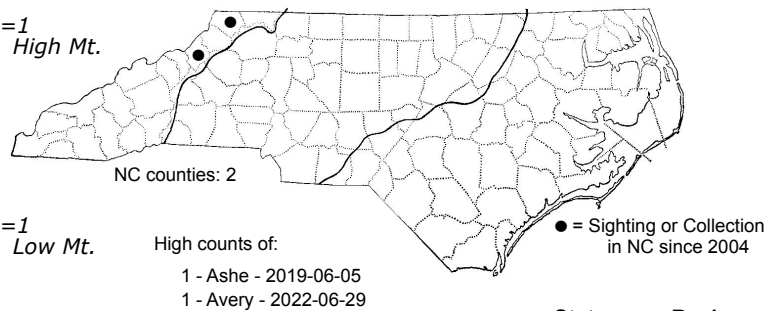 =1
High Mt.
NC counties: 2
=1
Low Mt.
High counts of:
1 - Ashe - 2019-06-05
1 - Avery - 2022-06-29
● = Sighting or Collection
in NC since 2004